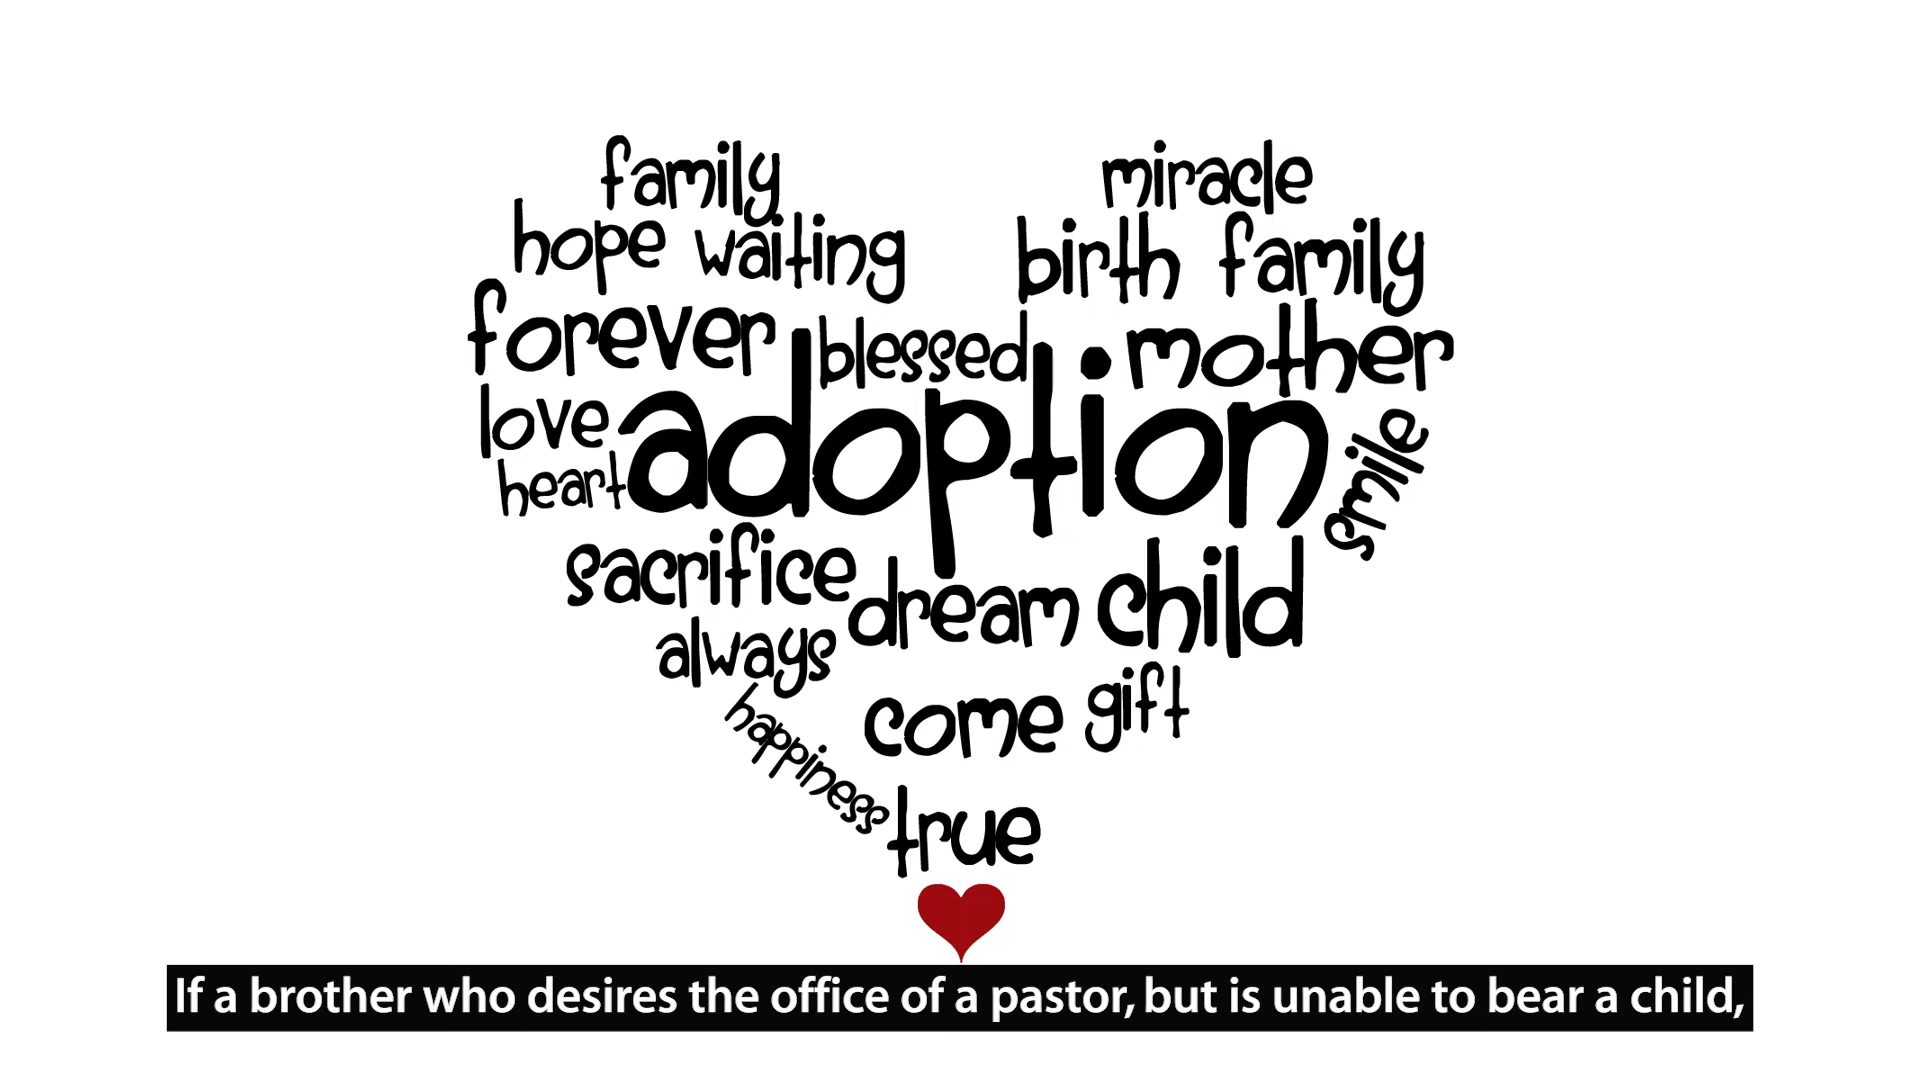 family
miracle
hope waiting
birth family
forever
blessed
mother
love
adoption
smile
heart
sacrifice
dream
child
always
come
gift
happiness
true
If a brother who desires the office of a pastor, but is unable to bear a child,